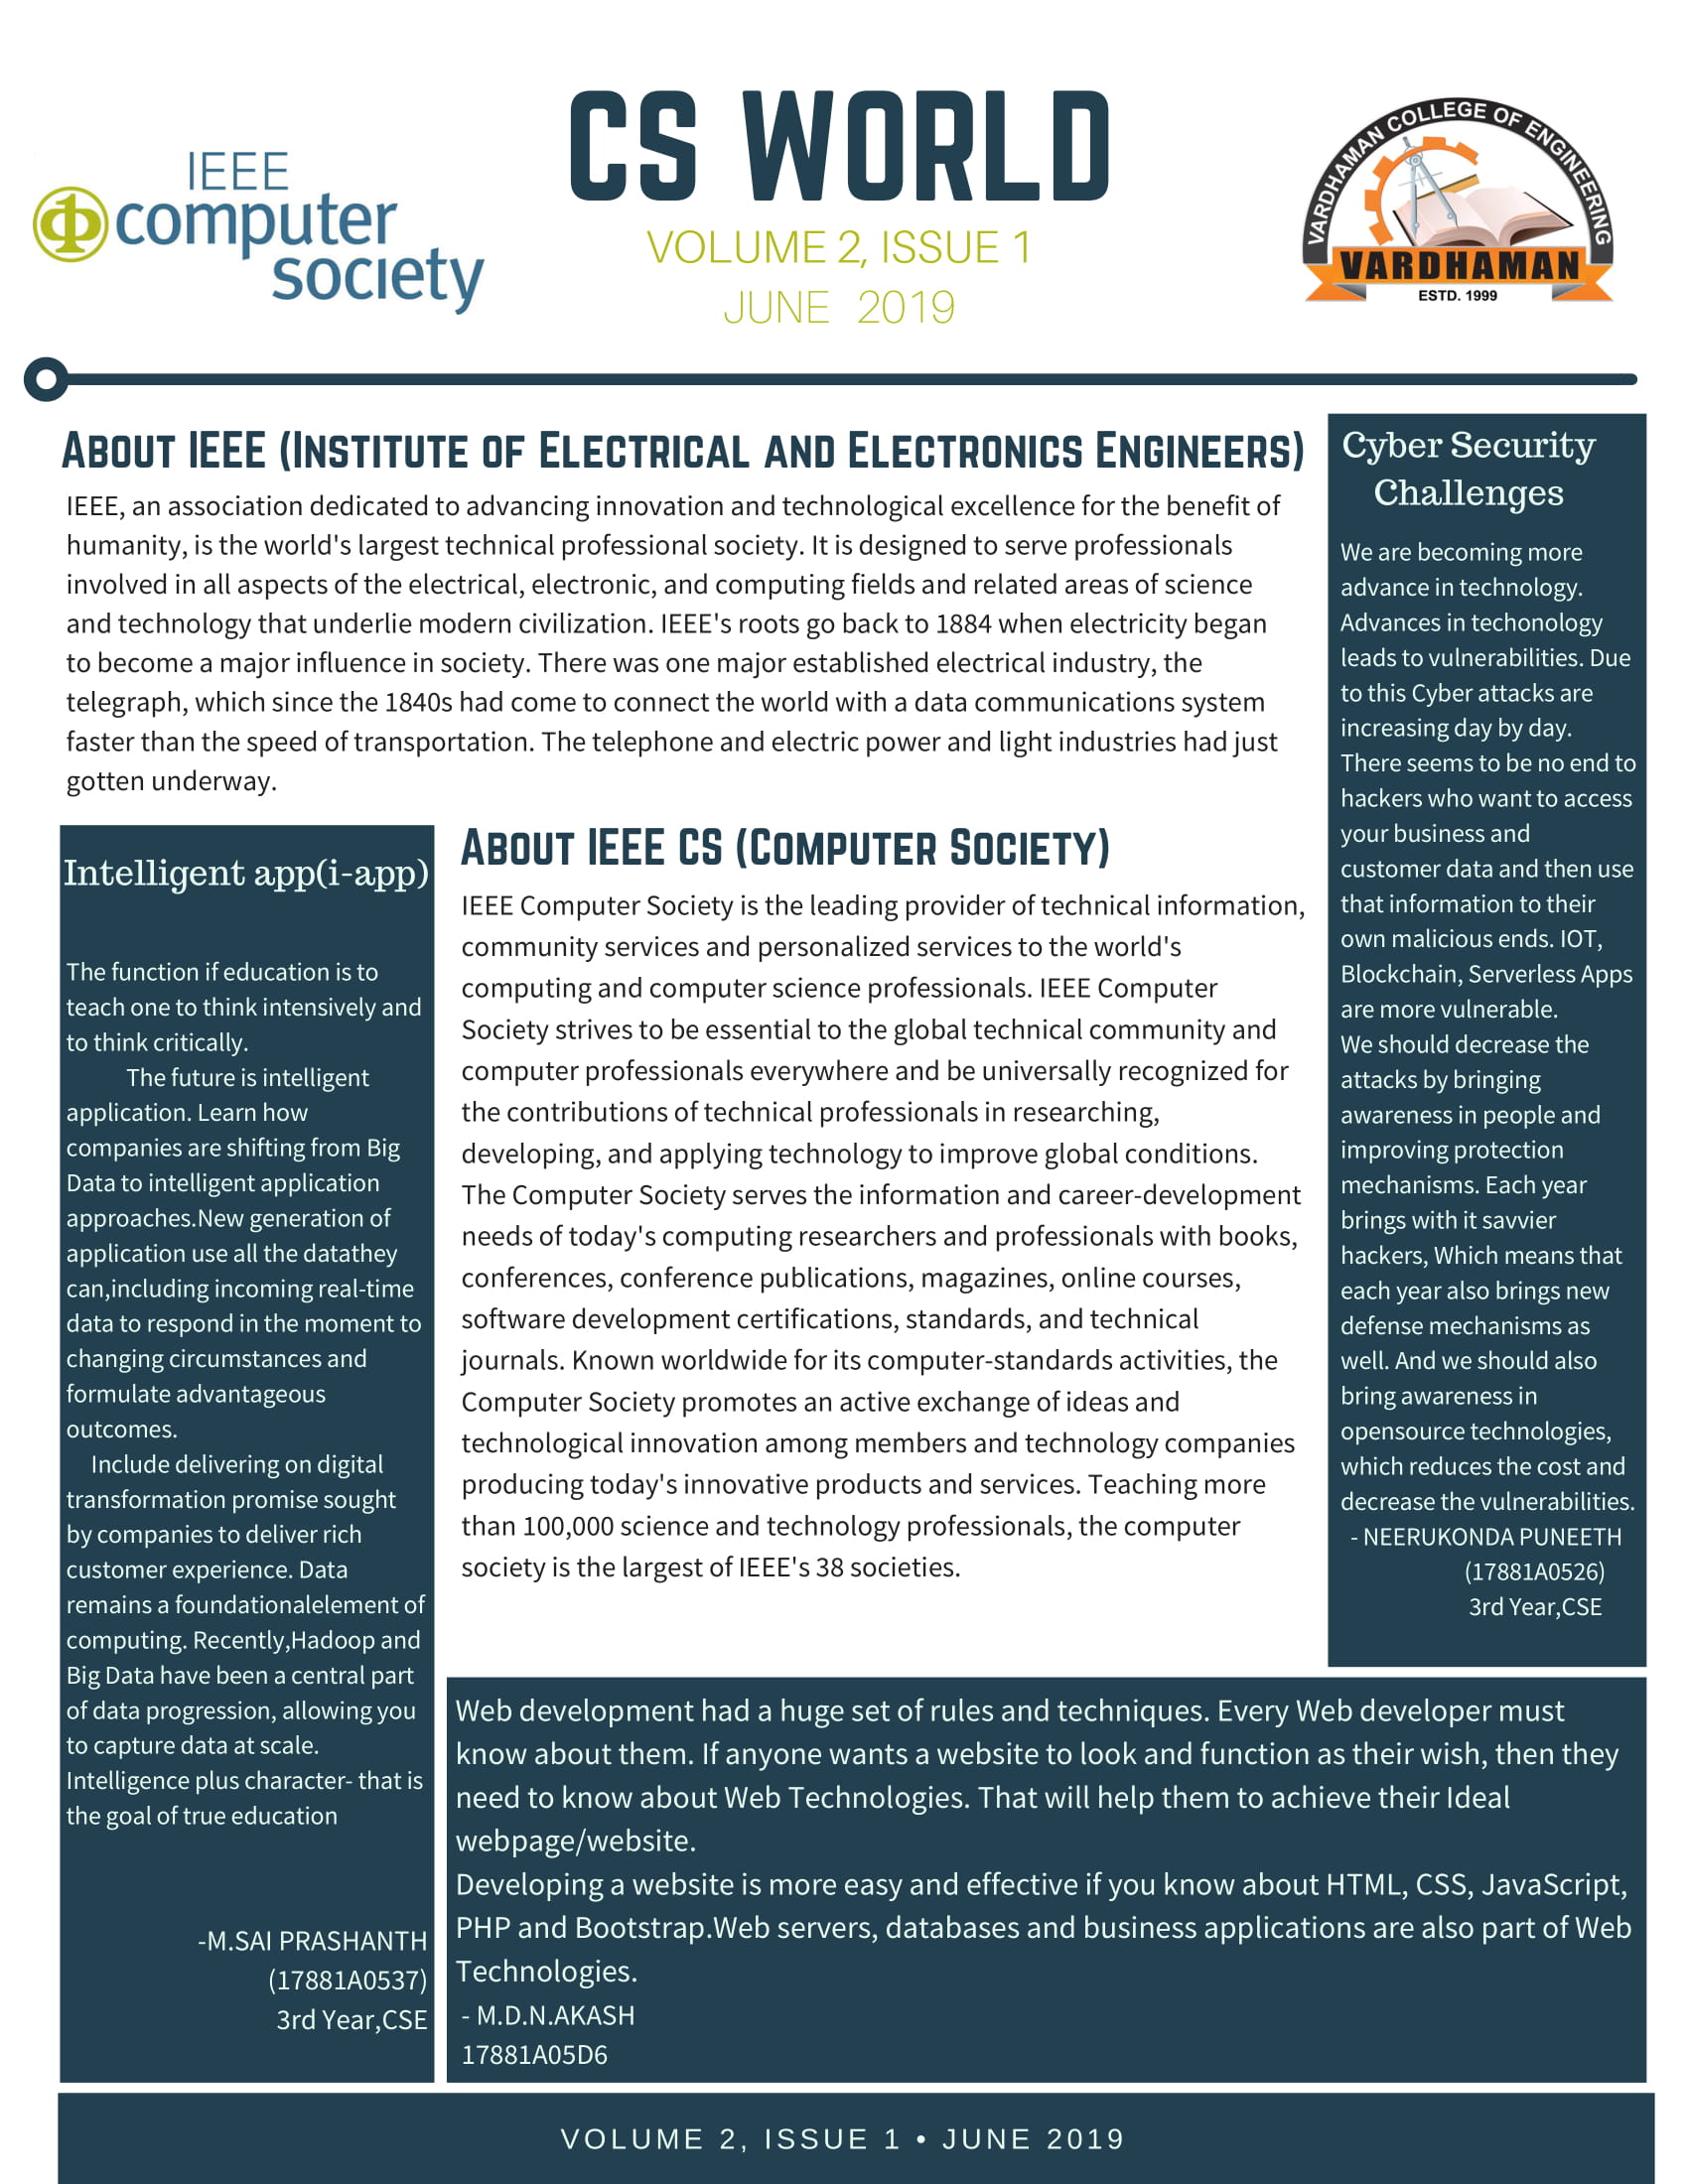 IEEE
computer
society
CS WORLD
VOLUME 2, ISSUE 1
JUNE 2019
VARDHAMAN COLLEGE OF ENGINEERING
VARDHAMAN
ESTD. 1999
About IEEE (Institute of Electrical and Electronics Engineers)
IEEE, an association dedicated to advancing innovation and technological excellence for the benefit of
humanity, is the world's largest technical professional society. It is designed to serve professionals
involved in all aspects of the electrical, electronic, and computing fields and related areas of science
and technology that underlie modern civilization. IEEE's roots go back to 1884 when electricity began
to become a major influence in society. There was one major established electrical industry, the
telegraph, which since the 1840s had come to connect the world with a data communications system
faster than the speed of transportation. The telephone and electric power and light industries had just
gotten underway.
Intelligent app(i-app)
The function if education is to
teach one to think intensively and
to think critically.
The future is intelligent
application. Learn how
companies are shifting from Big
Data to intelligent application
approaches.New generation of
application use all the datathey
can,including incoming real-time
data to respond in the moment to
changing circumstances and
formulate advantageous
outcomes.
Include delivering on digital
transformation promise sought
by companies to deliver rich
customer experience. Data
remains a foundationalelement of
computing. Recently,Hadoop and
Big Data have been a central part
of data progression, allowing you
to capture data at scale.
Intelligence plus character- that is
the goal of true education
-M.SAI PRASHANTH
(17881A0537)
3rd Year,CSE
About IEEE CS (Computer Society)
IEEE Computer Society is the leading provider of technical information,
community services and personalized services to the world's
computing and computer science professionals. IEEE Computer
Society strives to be essential to the global technical community and
computer professionals everywhere and be universally recognized for
the contributions of technical professionals in researching,
developing, and applying technology to improve global conditions.
The Computer Society serves the information and career-development
needs of today's computing researchers and professionals with books,
conferences, conference publications, magazines, online courses,
software development certifications, standards, and technical
journals. Known worldwide for its computer-standards activities, the
Computer Society promotes an active exchange of ideas and
technological innovation among members and technology companies
producing today's innovative products and services. Teaching more
than 100,000 science and technology professionals, the computer
society is the largest of IEEE's 38 societies.
Cyber Security
Challenges
We are becoming more
advance in technology.
Advances in techonology
leads to vulnerabilities. Due
to this Cyber attacks are
increasing day by day.
There seems to be no end to
hackers who want to access
your business and
customer data and then use
that information to their
own malicious ends. IOT,
Blockchain, Serverless Apps
are more vulnerable.
We should decrease the
attacks by bringing
awareness in people and
improving protection
mechanisms. Each year
brings with it savvier
hackers, Which means that
each year also brings new
defense mechanisms as
well. And we should also
bring awareness in
opensource technologies,
which reduces the cost and
decrease the vulnerabilities.
- NEERUKONDA PUNEETH
(17881A0526)
3rd Year,CSE
Web development had a huge set of rules and techniques. Every Web developer must
know about them. If anyone wants a website to look and function as their wish, then they
need to know about Web Technologies. That will help them to achieve their Ideal
webpage/website.
Developing a website is more easy and effective if you know about HTML, CSS, JavaScript,
PHP and Bootstrap.Web servers, databases and business applications are also part of Web
Technologies.
- M.D.N.AKASH
17881A05D6
VOLUME 2, ISSUE 1 • JUNE 2019